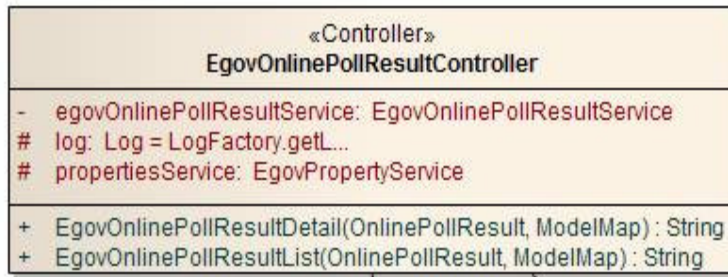 «Controller»
EgovOnlinePollResultController
- egovOnlinePollResultService: EgovOnlinePollResultService
# log: Log = LogFactory.getL...
# propertiesService: EgovPropertyService
+ EgovOnlinePollResultDetail(OnlinePollResult, ModelMap) : String
+ EgovOnlinePollResultList(OnlinePollResult, ModelMap) : String